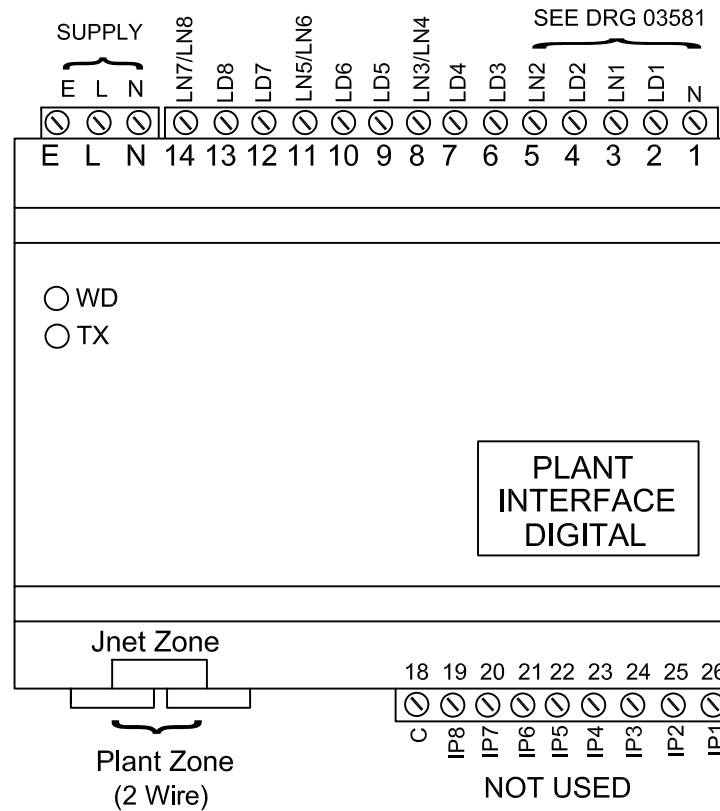 SUPPLY
SEE DRG 03581
E L N LN7/LN8 LD8 LD7 LN5/LN6 LD6 LD5 LN3/LN4 LD4 LD3 LN2 LD2 LN1 LD1 N
E L N 14 13 12 11 10 9 8 7 6 5 4 3 2 1
WD
TX
PLANT
INTERFACE
DIGITAL
Jnet Zone
18 19 20 21 22 23 24 25 26
C IP8 IP7 IP6 IP5 IP4 IP3 IP2 IP1
Plant Zone
(2 Wire)
NOT USED